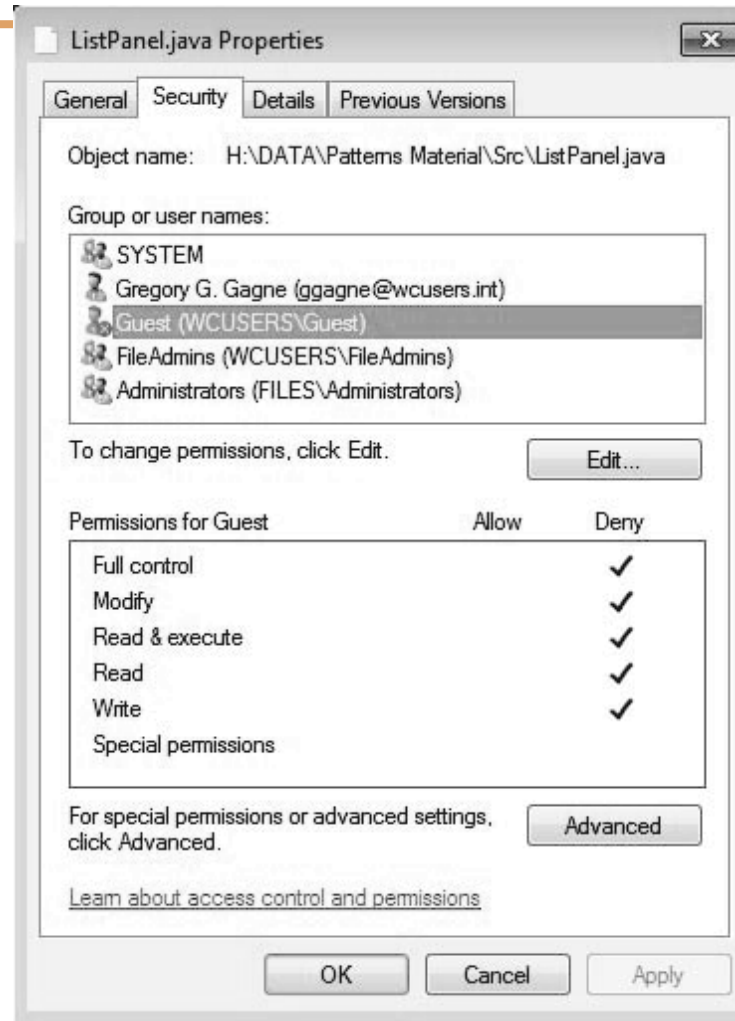 ListPanel.java Properties
General Security Details Previous Versions
Object name: H:\DATA\Patterns Material\Src\ListPanel.java
Group or user names:
SYSTEM
Gregory G. Gagne (ggagne@wcusers.int)
Guest (WCUSERS\Guest)
FileAdmins (WCUSERS\FileAdmins)
Administrators (FILES\Administrators)
To change permissions, click Edit.
Edit...
Permissions for Guest Allow Deny
Full control ✓
Modify ✓
Read & execute ✓
Read ✓
Write ✓
Special permissions
For special permissions or advanced settings,
click Advanced.
Advanced
Learn about access control and permissions
OK Cancel Apply